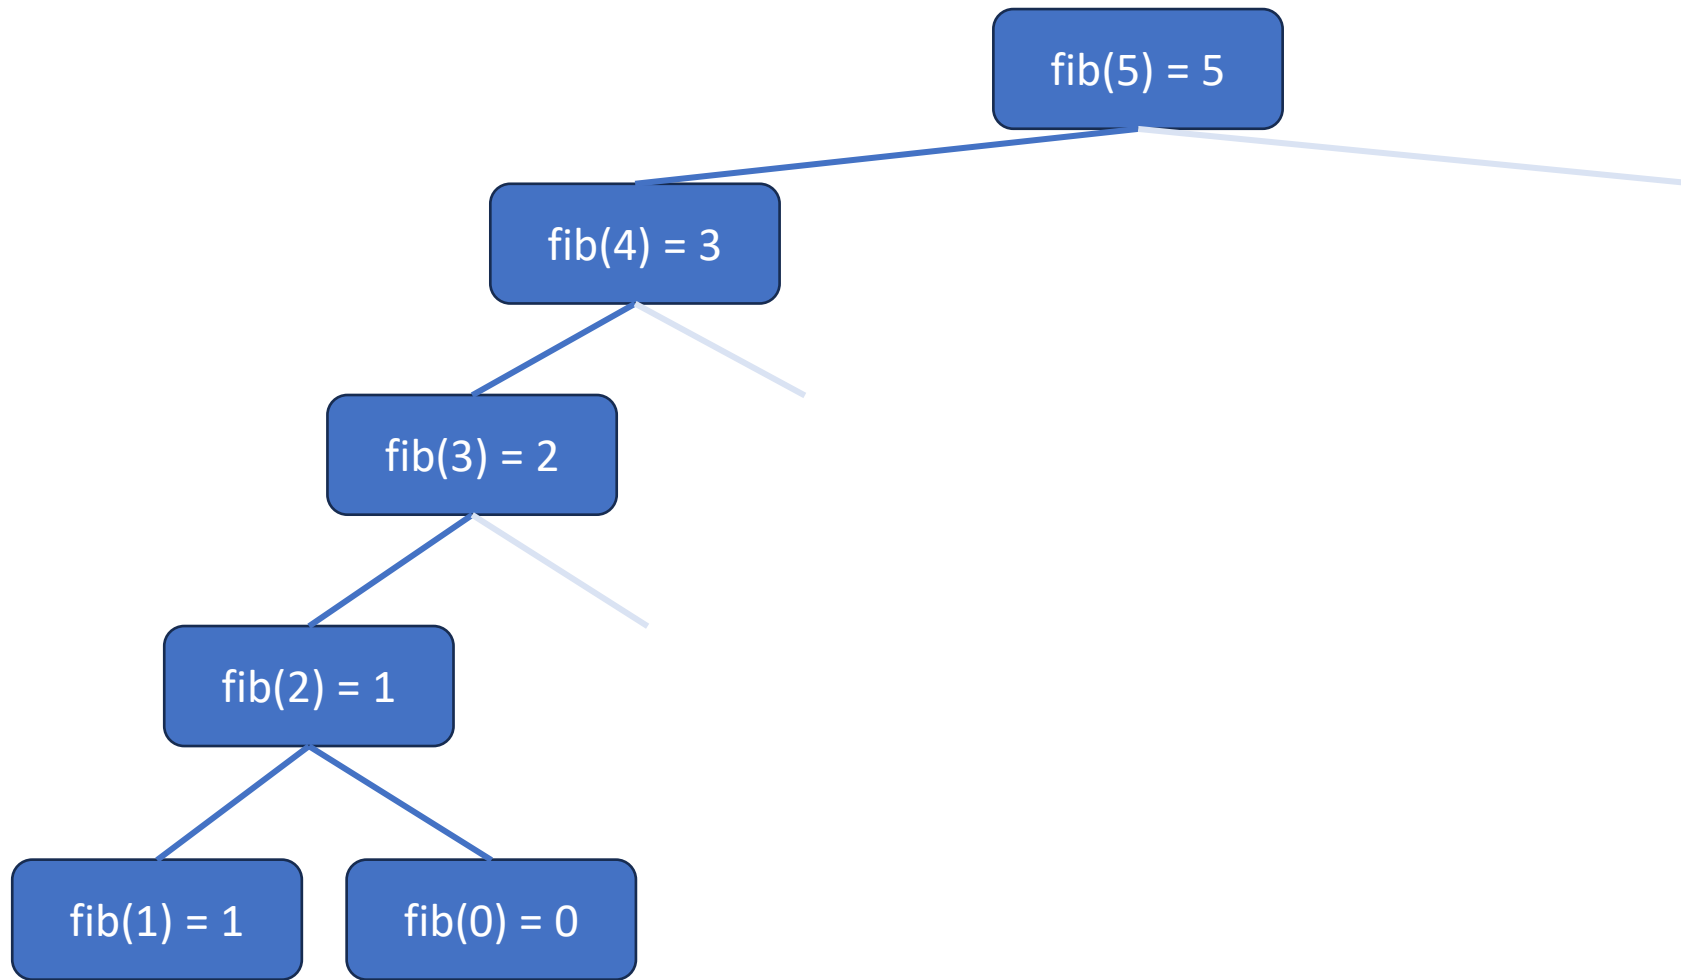 fib(5) = 5
fib(4) = 3
fib(3) = 2
fib(2) = 1
fib(1) = 1
fib(0) = 0